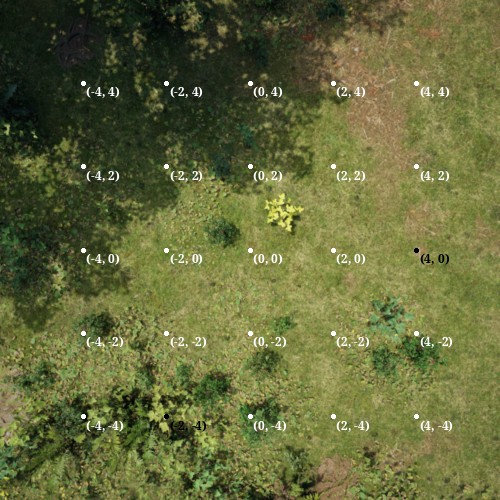 (-4, 4) (-2, 4) (0, 4) (2, 4) (4, 4)
(-4, 2) (-2, 2) (0, 2) (2, 2) (4, 2)
(-4, 0) (-2, 0) (0, 0) (2, 0) (4, 0)
(-4, -2) (-2, -2) (0, -2) (2, -2) (4, -2)
(-4, -4) (-2, -4) (0, -4) (2, -4) (4, -4)